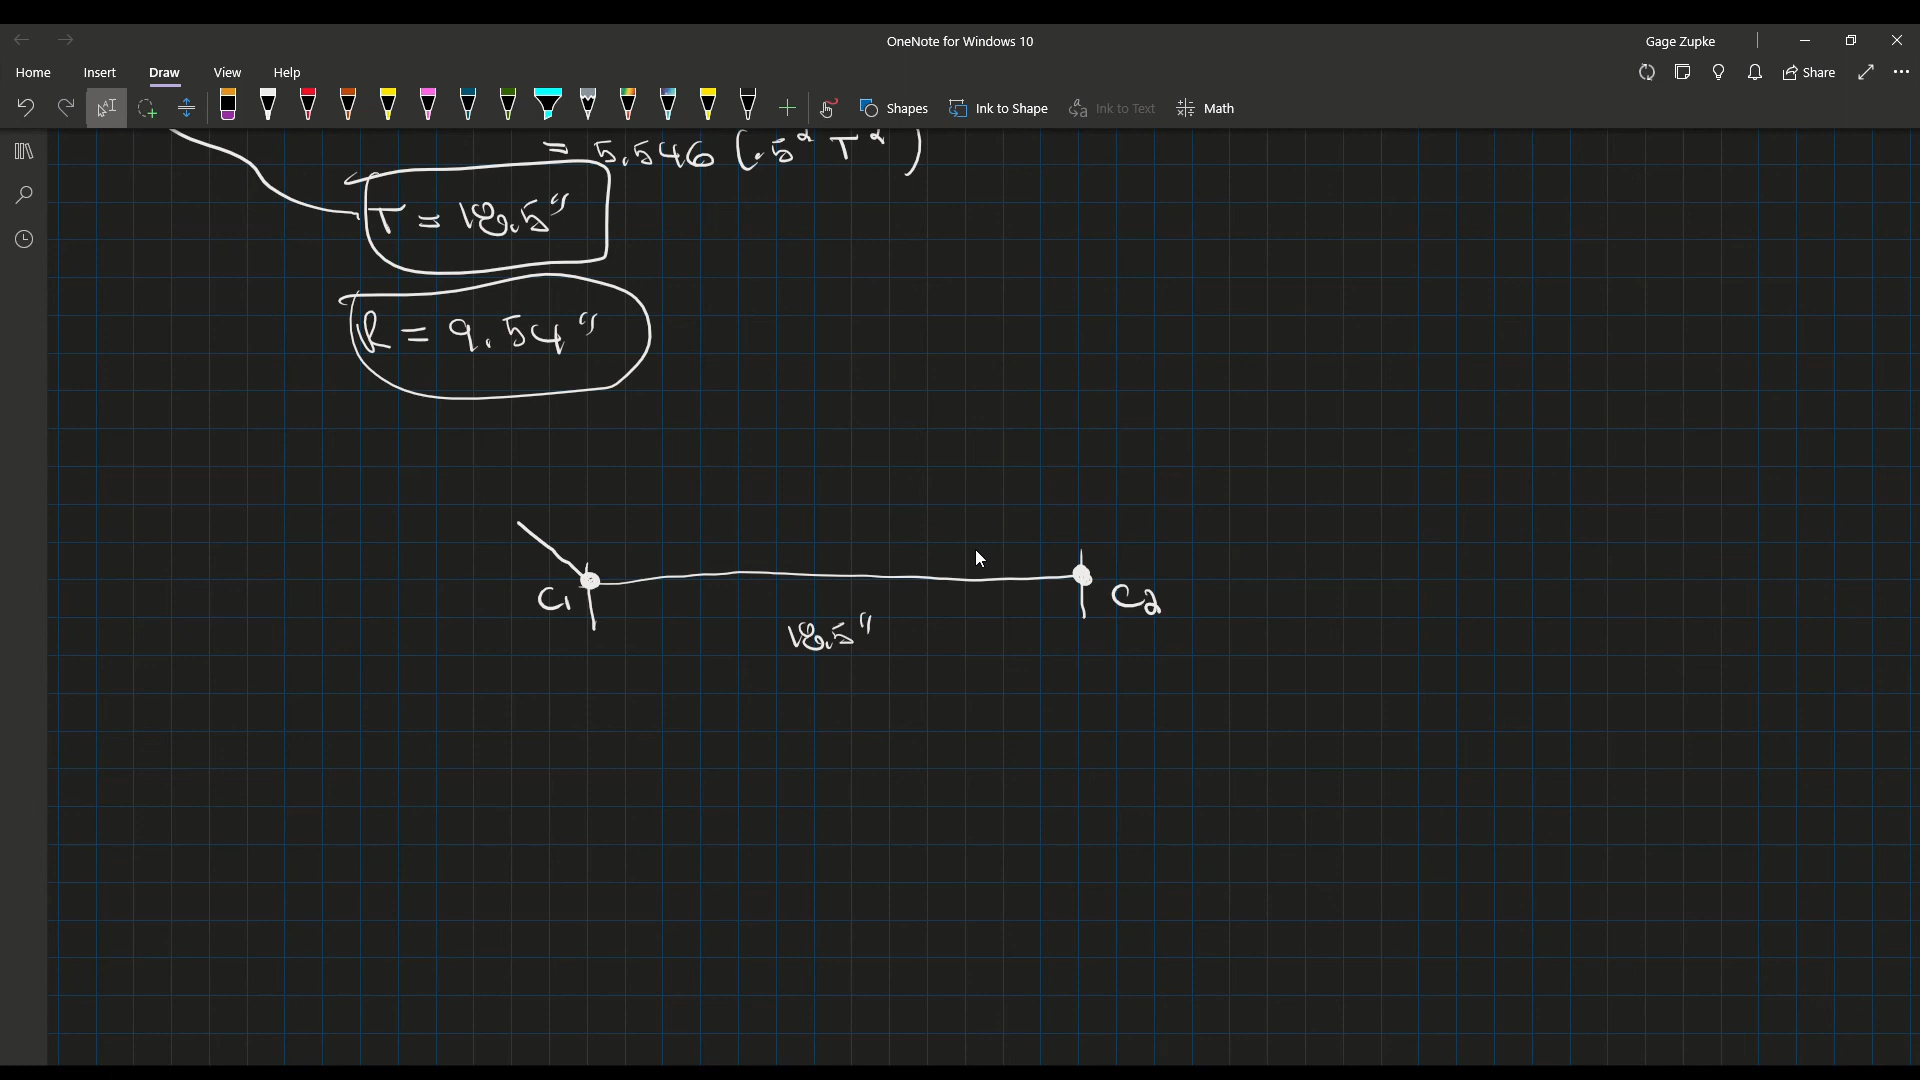 OneNote for Windows 10
Gage Zupke
Home Insert Draw View Help
Share
Shapes Ink to Shape Ink to Text Math
= 5.546 (.5² T²)
T = 18.5"
R = 9.54"
C1
C2
18.5"